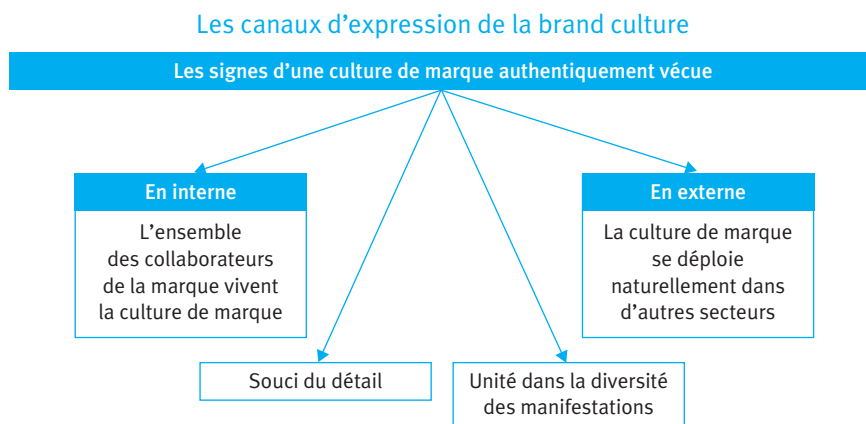 Les canaux d’expression de la brand culture
Les signes d’une culture de marque authentiquement vécue
En interne
L’ensemble
des collaborateurs
de la marque vivent
la culture de marque
En externe
La culture de marque
se déploie
naturellement dans
d’autres secteurs
Souci du détail
Unité dans la diversité
des manifestations